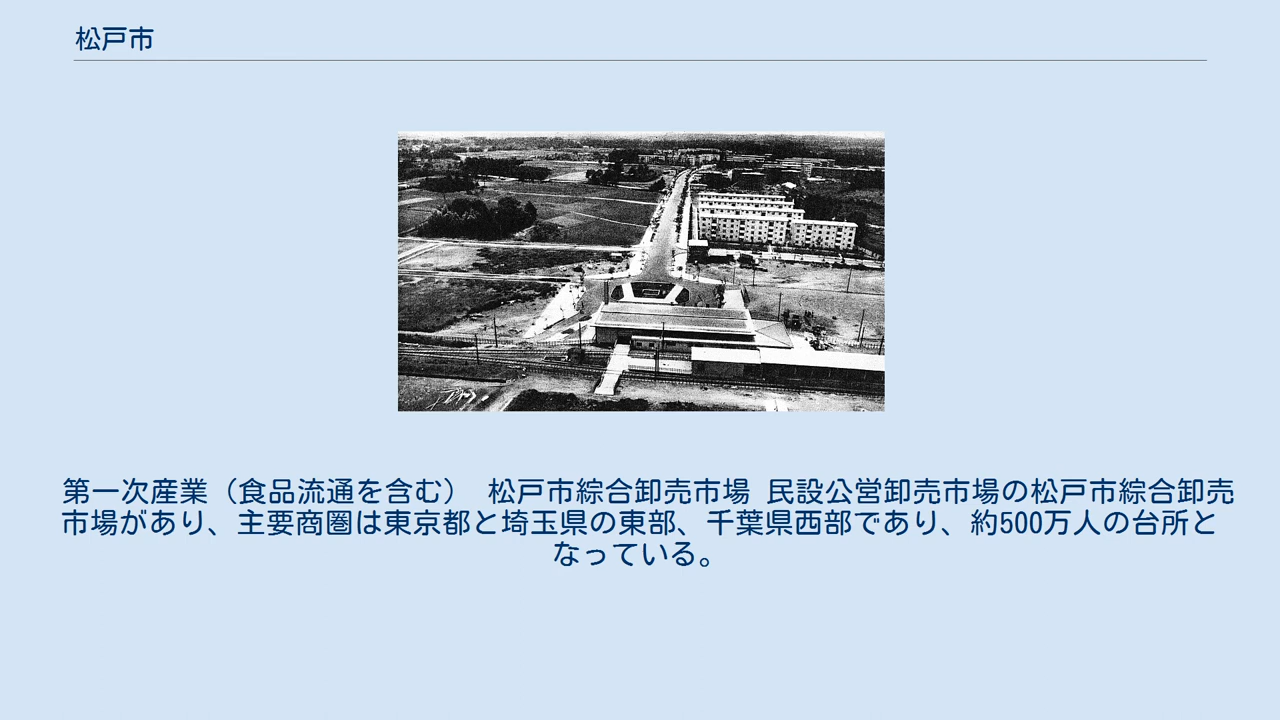 松戸市
第一次産業（食品流通を含む） 松戸市綜合卸売市場 民設公営卸売市場の松戸市綜合卸売
市場があり、主要商圏は東京都と埼玉県の東部、千葉県西部であり、約500万人の台所と
なっている。